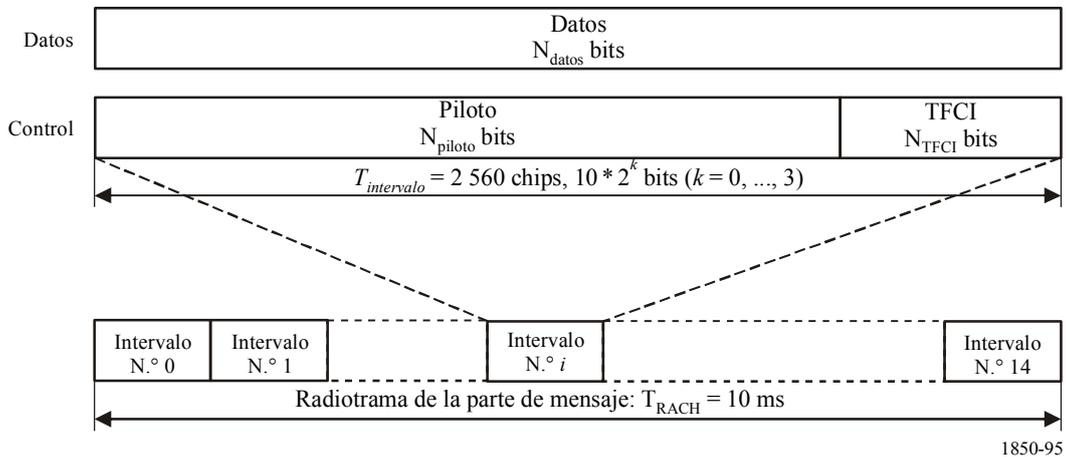 Datos
Datos
N_datos bits
Control
Piloto
N_piloto bits
TFCI
N_TFCI bits
T_intervalo = 2 560 chips, 10 * 2^k bits (k = 0, ..., 3)
Intervalo
N.° 0
Intervalo
N.° 1
Intervalo
N.° i
Intervalo
N.° 14
Radiotrama de la parte de mensaje: T_RACH = 10 ms
1850-95